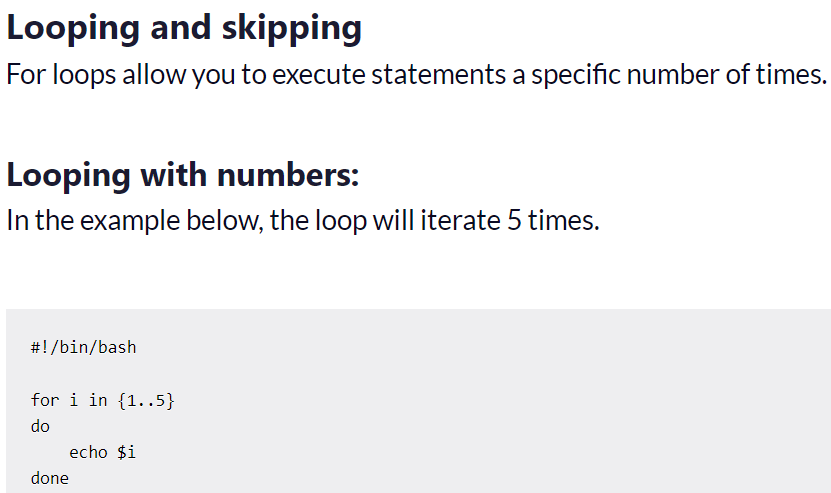 Looping and skipping
For loops allow you to execute statements a specific number of times.
Looping with numbers:
In the example below, the loop will iterate 5 times.
#!/bin/bash
for i in {1..5}
do
    echo $i
done